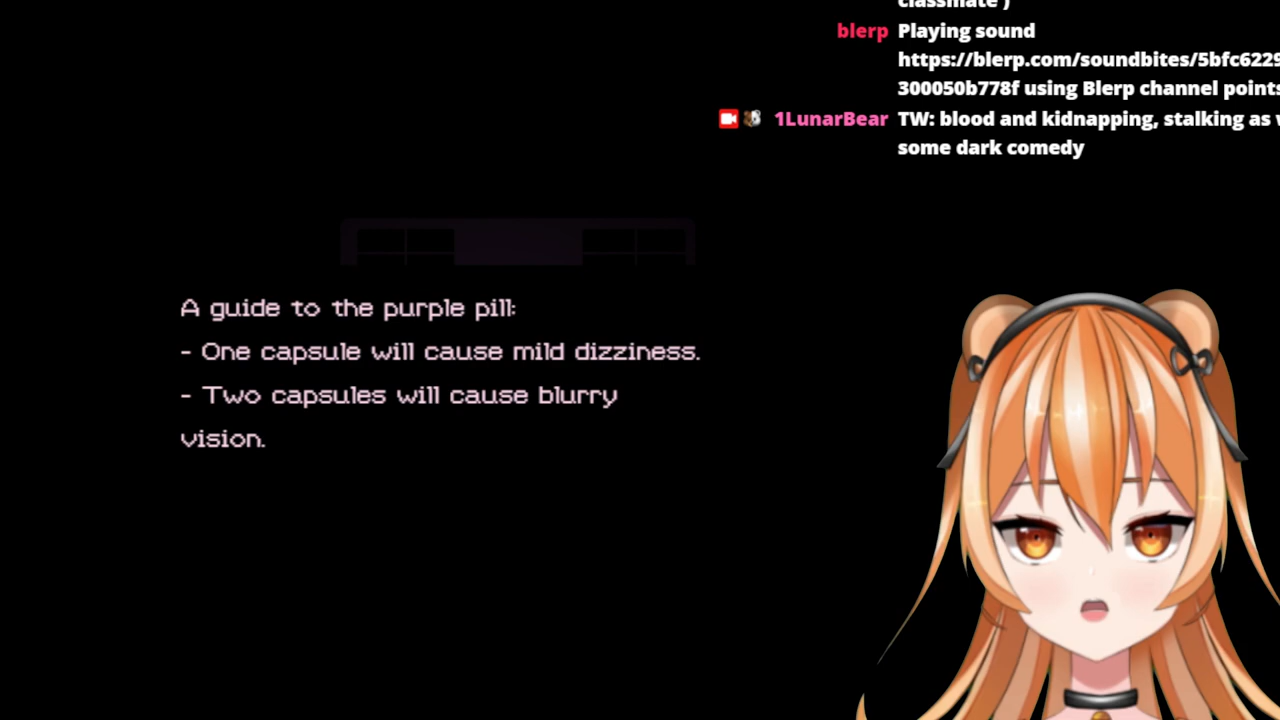 classmate )
blerp Playing sound
https://blerp.com/soundbites/5bfc6229
300050b778f using Blerp channel points
1LunarBear TW: blood and kidnapping, stalking as
some dark comedy
A guide to the purple pill:
- One capsule will cause mild dizziness.
- Two capsules will cause blurry
vision.